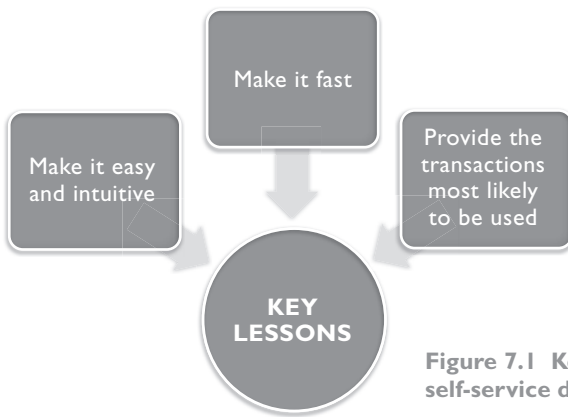 Make it fast
Make it easy
and intuitive
Provide the
transactions
most likely
to be used
KEY
LESSONS
Figure 7.1
self-service